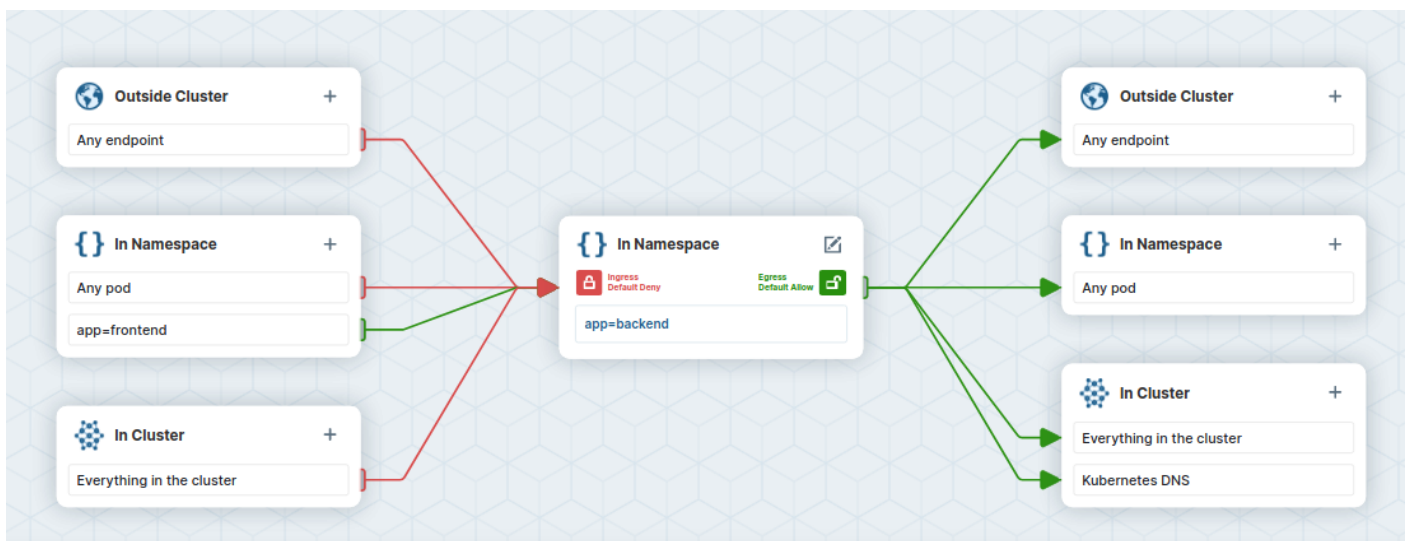 Outside Cluster
Any endpoint
In Namespace
Any pod
app=frontend
In Cluster
Everything in the cluster
In Namespace
Ingress
Default Deny
Egress
Default Allow
app=backend
Outside Cluster
Any endpoint
In Namespace
Any pod
In Cluster
Everything in the cluster
Kubernetes DNS